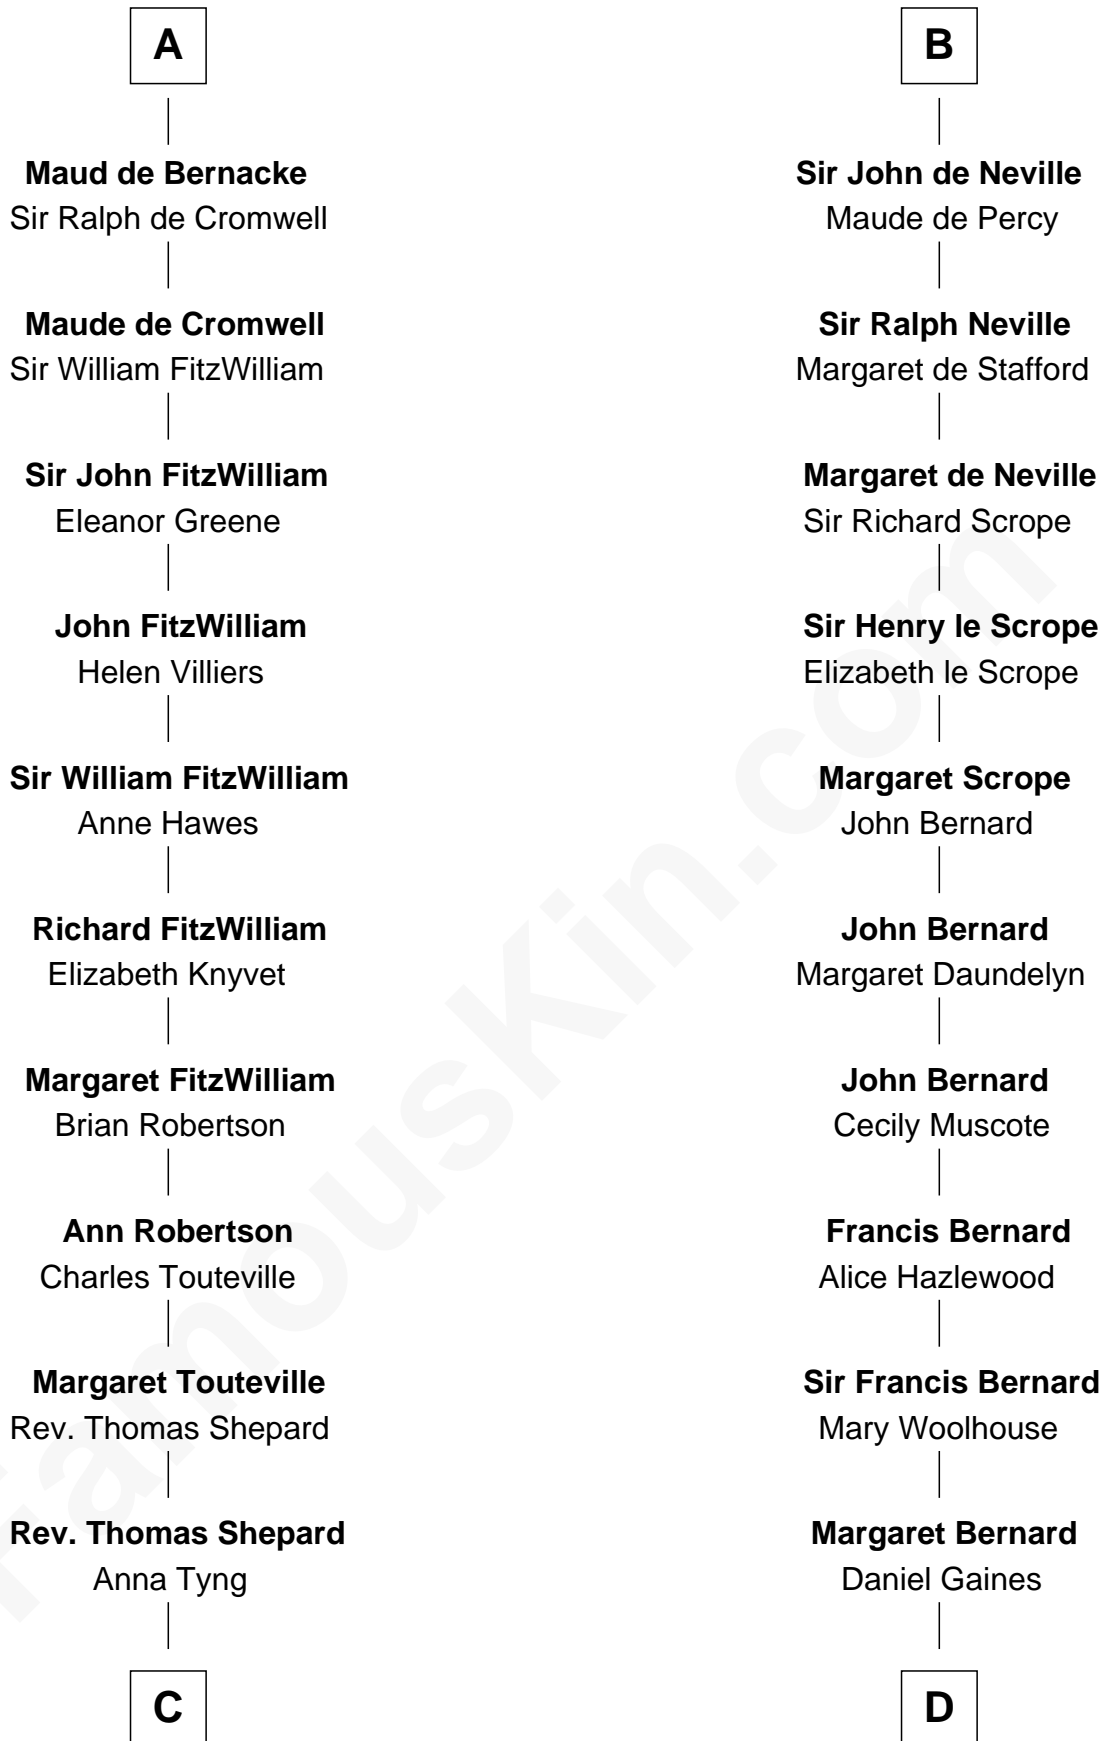 A
Maud de Bernacke
Sir Ralph de Cromwell
Maude de Cromwell
Sir William FitzWilliam
Sir John FitzWilliam
Eleanor Greene
John FitzWilliam
Helen Villiers
Sir William FitzWilliam
Anne Hawes
Richard FitzWilliam
Elizabeth Knyvet
Margaret FitzWilliam
Brian Robertson
Ann Robertson
Charles Touteville
Margaret Touteville
Rev. Thomas Shepard
Rev. Thomas Shepard
Anna Tyng
C
B
Sir John de Neville
Maude de Percy
Sir Ralph Neville
Margaret de Stafford
Margaret de Neville
Sir Richard Scrope
Sir Henry le Scrope
Elizabeth le Scrope
Margaret Scrope
John Bernard
John Bernard
Margaret Daundelyn
John Bernard
Cecily Muscote
Francis Bernard
Alice Hazlewood
Sir Francis Bernard
Mary Woolhouse
Margaret Bernard
Daniel Gaines
D
FamousKin.com